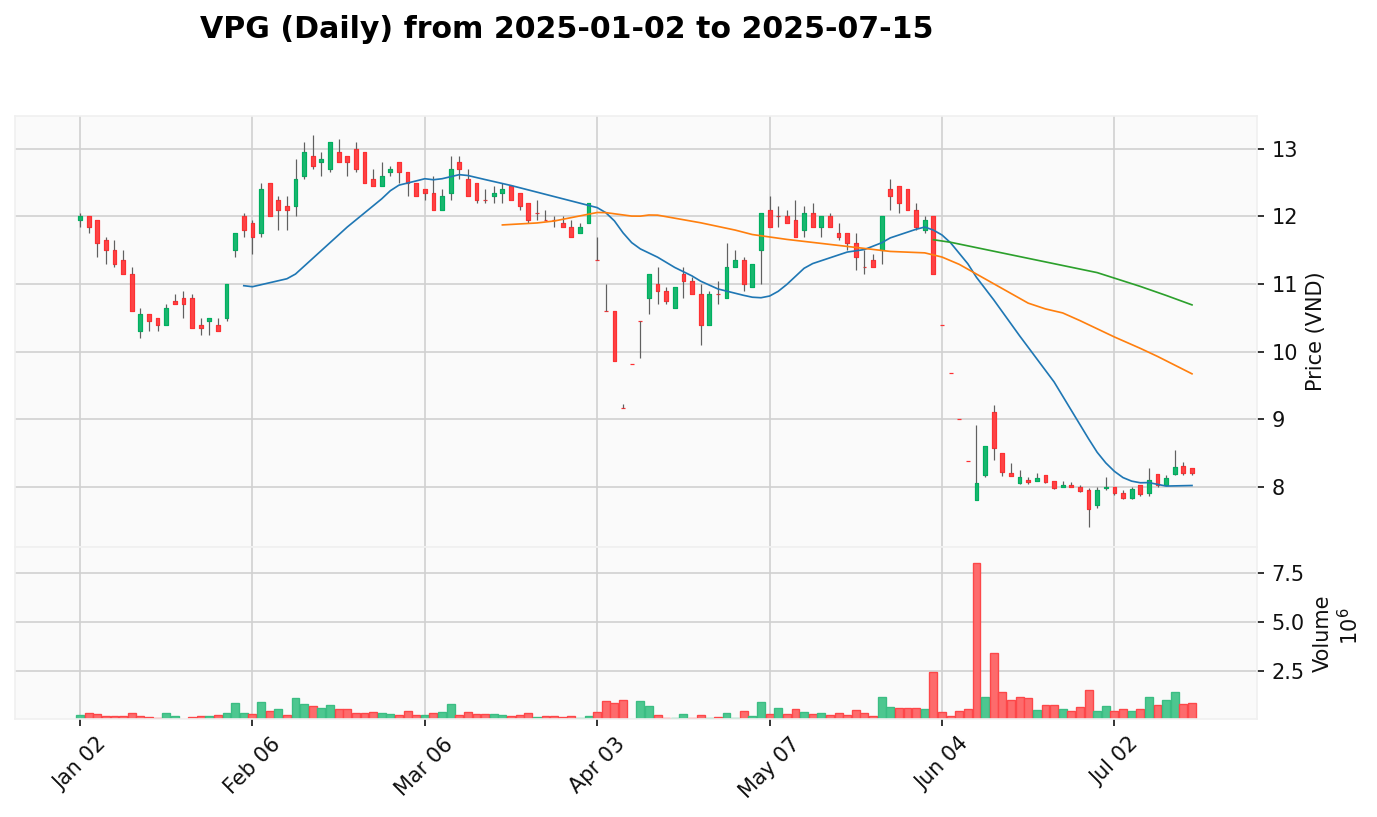 VPG (Daily) from 2025-01-02 to 2025-07-15
13
12
11
10
9
8
Price (VND)
7.5
5.0
2.5
Volume
10⁶
Jan 02
Feb 06
Mar 06
Apr 03
May 07
Jun 04
Jul 02